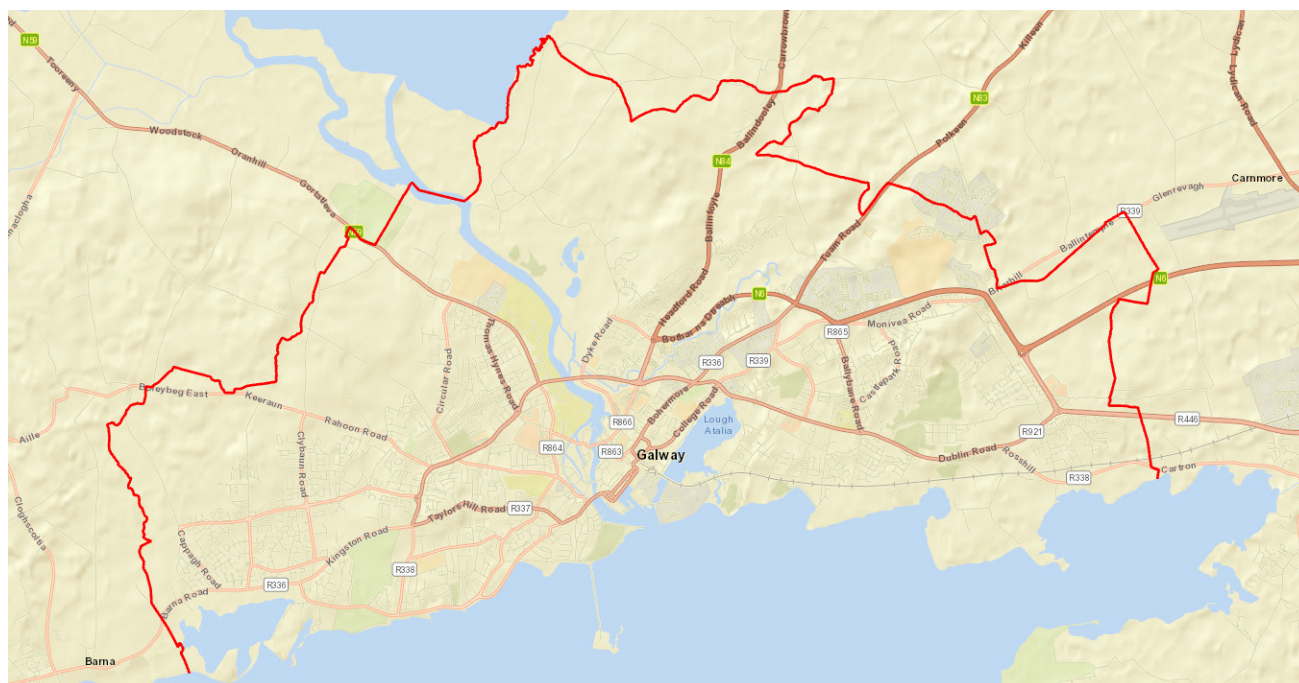 N59
Tooreeny
Woodstock
Oranhill
Gortatleva
Carrowbrown
Ballindooley
N84
Ballintoyle
Killeen
N83
Polkeen
Lydican
Lydican Road
Carnmore
Glenrevagh
R339
Ballintemple
Briarhill
N6
Tuam Road
Headford Road
Bothar na Dtreabh
N6
Dyke Road
Thomas Hynes Road
Circular Road
Monivea Road
R865
R336
R339
Castlepark Road
Ballybane Road
Boleybeg East
Keeraun
Rahoon Road
Aille
Clybaun Road
Bohermore
College Road
R866
R864
R863
Lough
Atalia
Galway
R446
R921
Dublin Road
Rosshill
R338
Cartron
Cloghscoltia
Taylors Hill Road
R337
Kingston Road
Cappagh Road
R338
R336
Barna Road
Barna